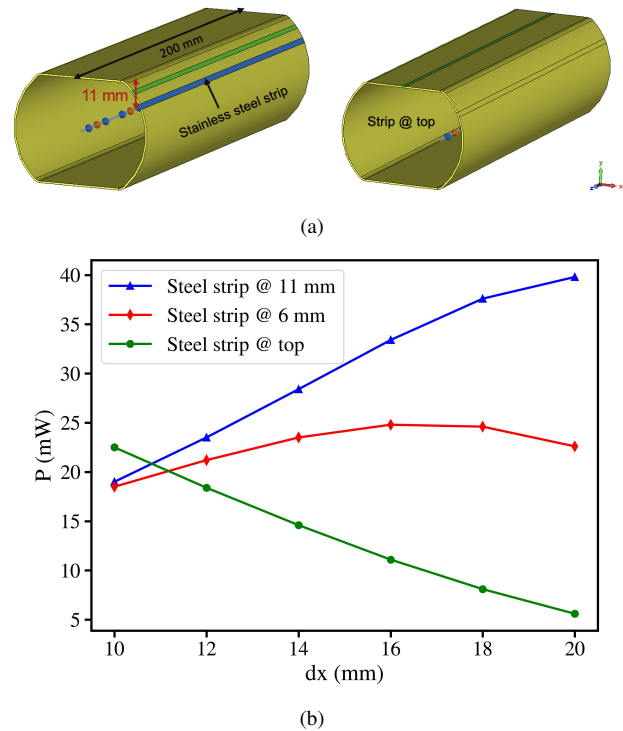 200 mm
11 mm
Stainless steel strip
Strip @ top
y
z
x
(a)
Steel strip @ 11 mm
Steel strip @ 6 mm
Steel strip @ top
P (mW)
40
35
30
25
20
15
10
5
10 12 14 16 18 20
dx (mm)
(b)